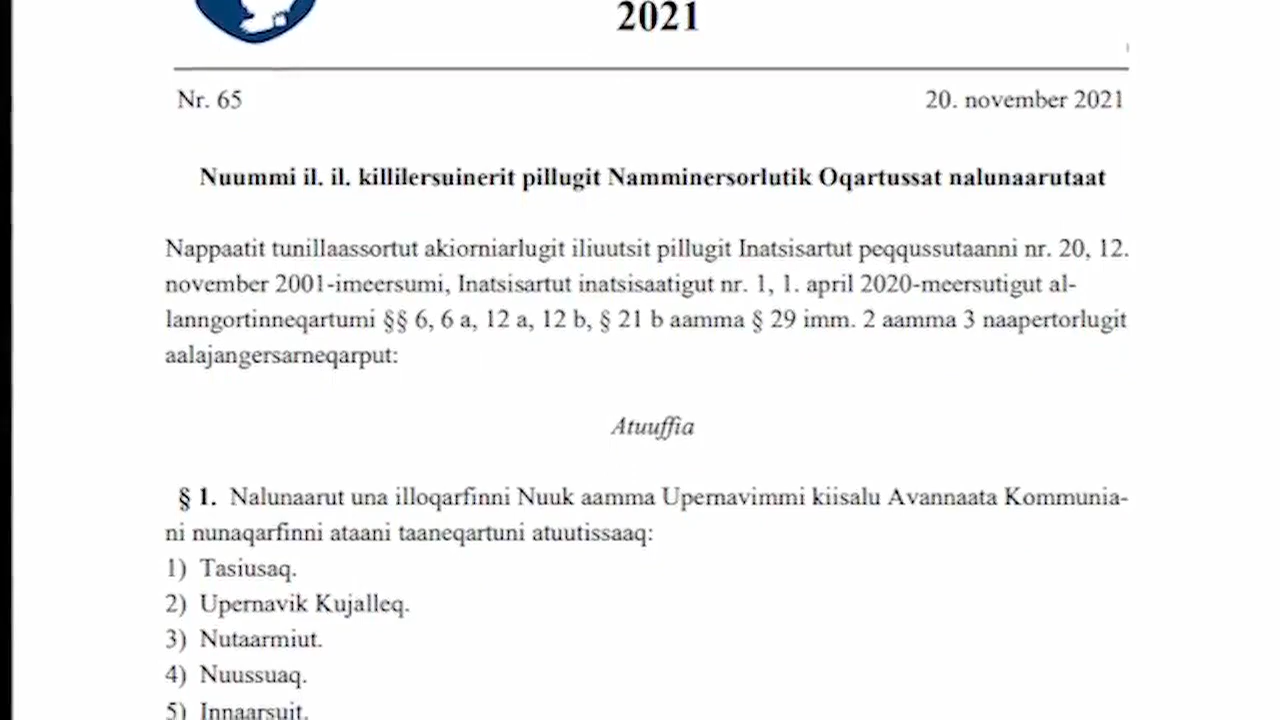 2021
Nr. 65
20. november 2021
Nuummi il. il. killilersuinerit pillugit Namminersorlutik Oqartussat nalunaarutaat
Nappaatit tunillaassortut akiorniarlugit iliuutsit pillugit Inatsisartut peqqussutaanni nr. 20, 12.
november 2001-imeersumi, Inatsisartut inatsisaatigut nr. 1, 1. april 2020-meersutigut al-
lanngortinneqartumi §§ 6, 6 a, 12 a, 12 b, § 21 b aamma § 29 imm. 2 aamma 3 naapertorlugit
aalajangersarneqarput:
Atuuffia
§ 1. Nalunaarut una illoqarfinni Nuuk aamma Upernavimmi kiisalu Avannaata Kommunia-
ni nunaqarfinni ataani taaneqartuni atuutissaaq:
1) Tasiusaq.
2) Upernavik Kujalleq.
3) Nutaarmiut.
4) Nuussuaq.
5) Innaarsuit.